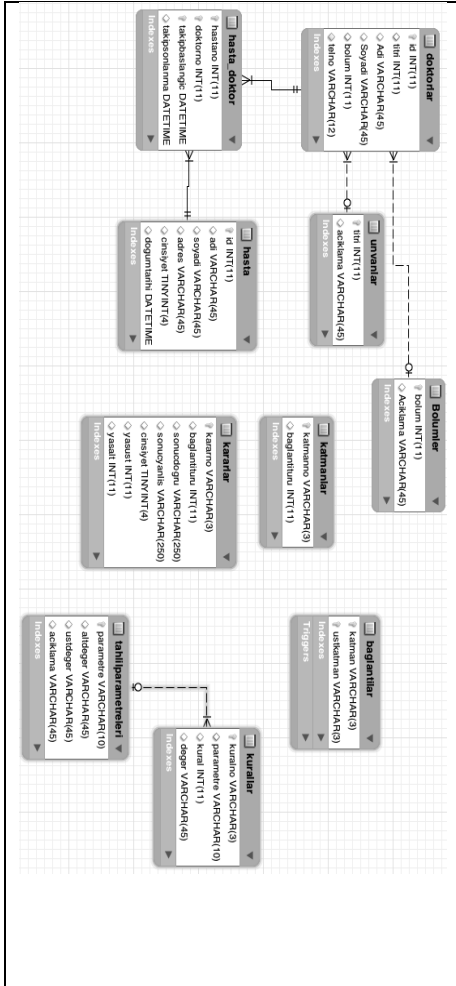 doktorlar
id INT(11)
titri INT(11)
Adi VARCHAR(45)
Soyadi VARCHAR(45)
bolum INT(11)
telno VARCHAR(12)
Indexes
unvanlar
titri INT(11)
aciklama VARCHAR(45)
Indexes
Bolumler
bolum INT(11)
Aciklama VARCHAR(45)
Indexes
hasta_doktor
hastano INT(11)
doktorno INT(11)
takipbaslangic DATETIME
takipsonlanma DATETIME
Indexes
hasta
id INT(11)
adi VARCHAR(45)
soyadi VARCHAR(45)
adres VARCHAR(45)
cinsiyet TINYINT(4)
dogumtarihi DATETIME
Indexes
katmanlar
katmanno VARCHAR(3)
baglantituru INT(11)
Indexes
kararlar
kararno VARCHAR(3)
baglantituru INT(11)
sonucdogru VARCHAR(250)
sonucyanlis VARCHAR(250)
cinsiyet TINYINT(4)
yasust INT(11)
yasalt INT(11)
Indexes
baglantilar
katman VARCHAR(3)
ustkatman VARCHAR(3)
Indexes
Triggers
kurallar
kuralno VARCHAR(3)
parametre VARCHAR(10)
kural INT(11)
deger VARCHAR(45)
Indexes
tahlilparametreleri
parametre VARCHAR(10)
altdeger VARCHAR(45)
ustdeger VARCHAR(45)
aciklama VARCHAR(45)
Indexes